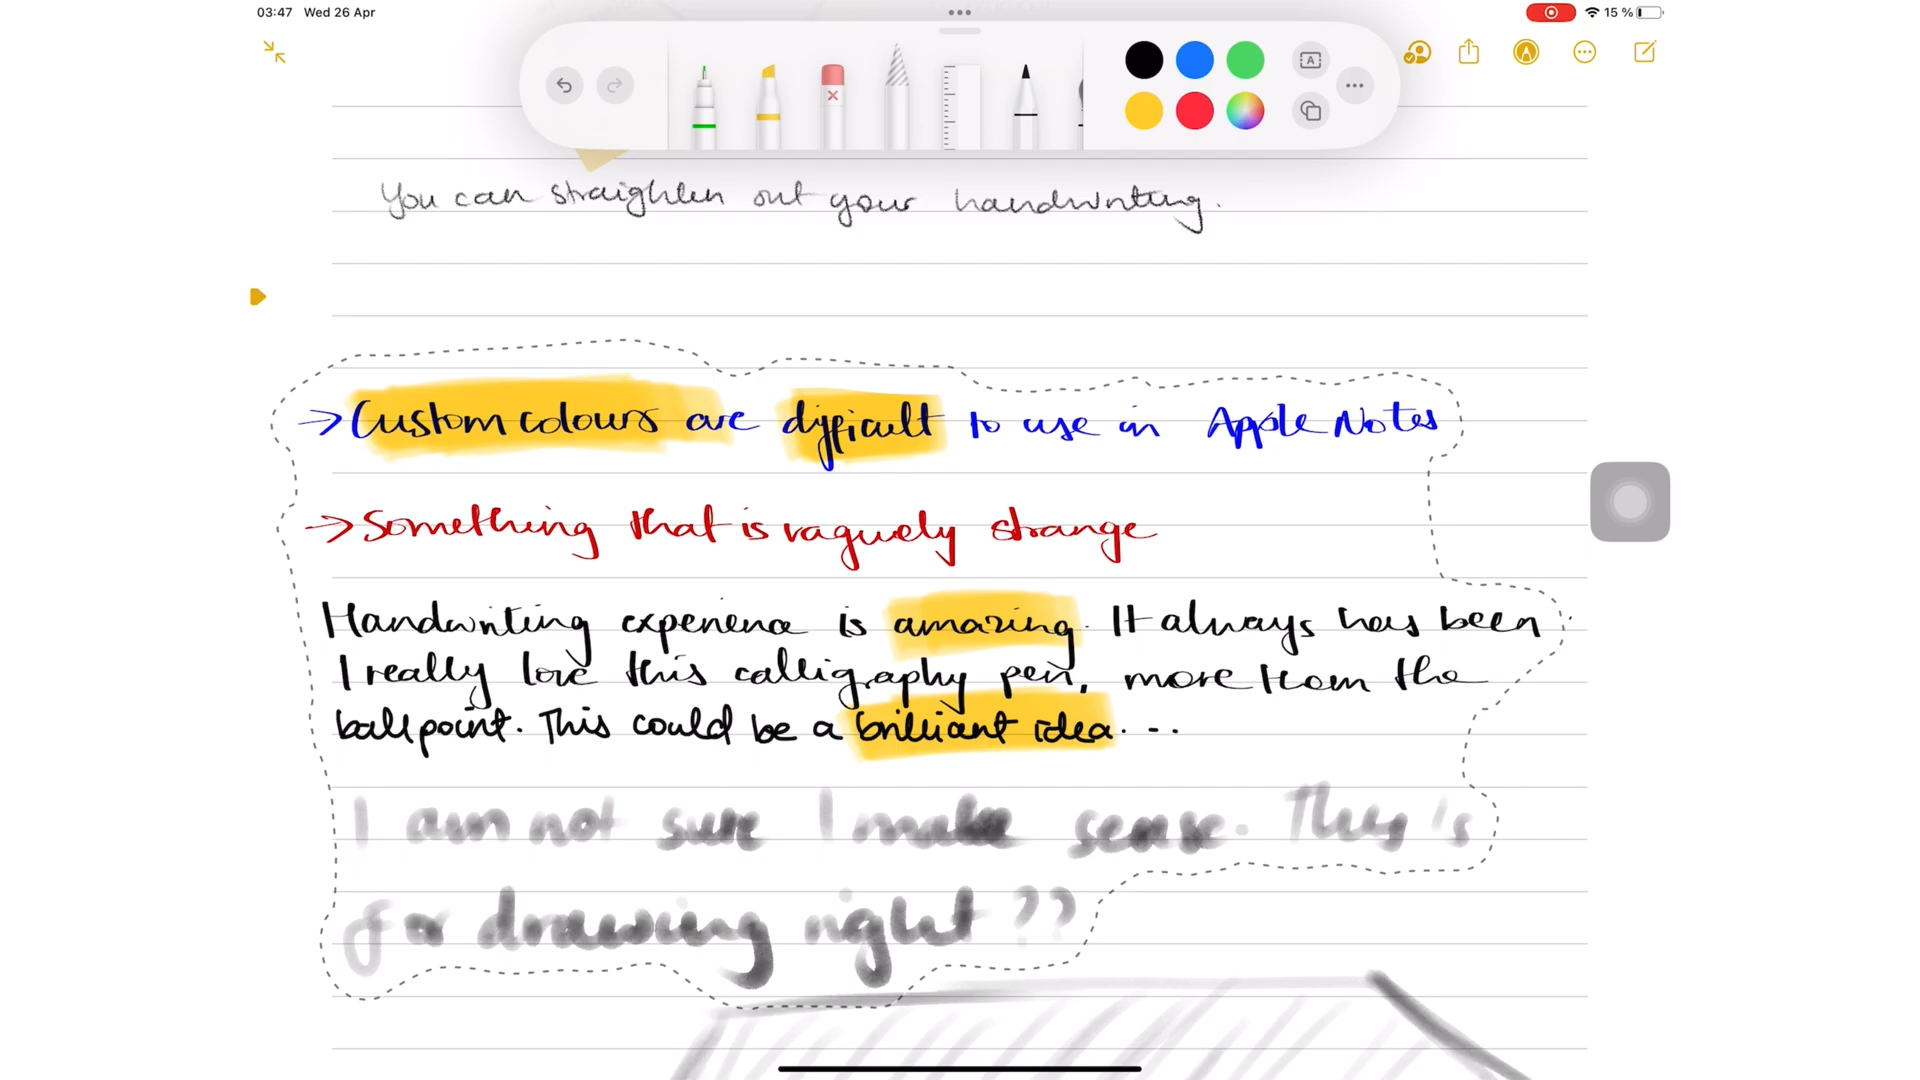 03:47 Wed 26 Apr
15 %
A
You can straighten out your handwriting.
→ Custom colours are difficult to use in Apple Notes
→ Something that is vaguely strange
Handwriting experience is amazing. It always has been.
I really love this calligraphy pen, more than the
ballpoint. This could be a brilliant idea...
I am not sure I make sense. This is
for drawing right??